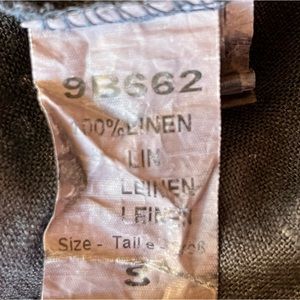 9B662
100%LINEN
LIN
LEINEN
LEINEN
Size - Taille
S